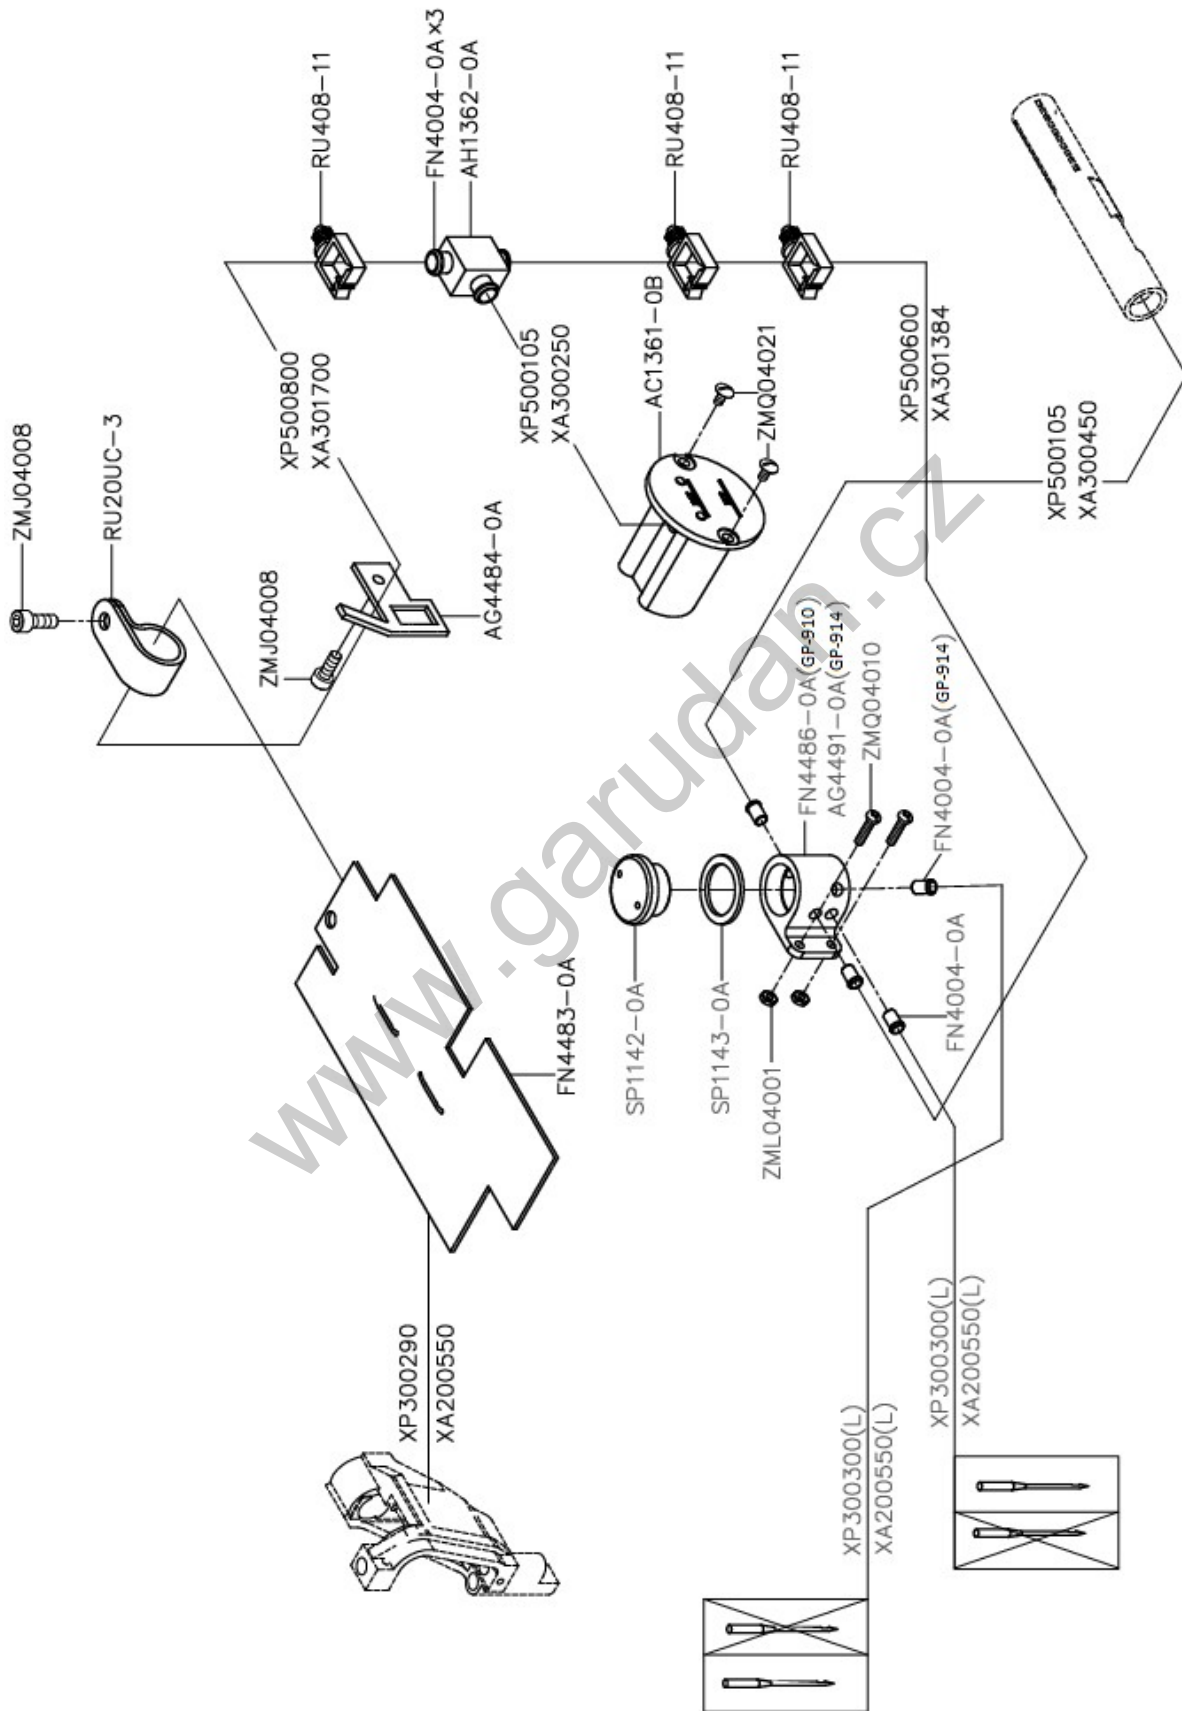 ZMJ04008
RU20UC-3
ZMJ04008
AG4484-0A
XP500800
XA301700
RU408-11
FN4004-0A×3
AH1362-0A
XP500105
XA300250
AC1361-0B
ZMQ04021
RU408-11
RU408-11
XP500600
XA301384
XP500105
XA300450
FN4483-0A
XP300290
XA200550
SP1142-0A
SP1143-0A
ZML04001
FN4486-0A(GP-910)
AG4491-0A(GP-914)
ZMQ04010
FN4004-0A(GP-914)
FN4004-0A
XP300300(L)
XA200550(L)
XP300300(L)
XA200550(L)
www.garudan.cz